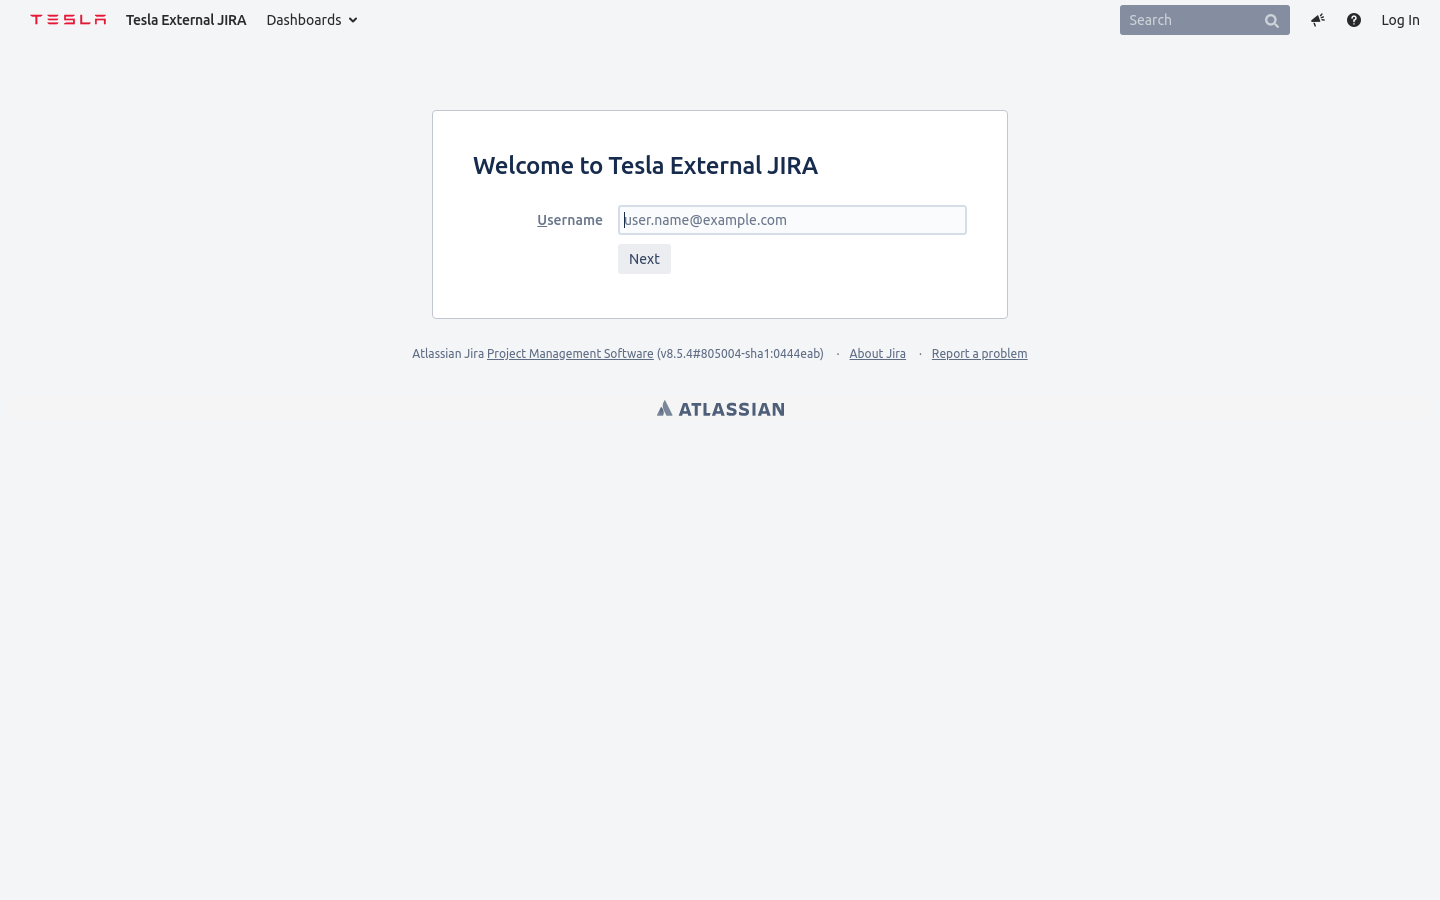 TESLA Tesla External JIRA Dashboards Search Log In
Welcome to Tesla External JIRA
Username user.name@example.com
Next
Atlassian Jira Project Management Software (v8.5.4#805004-sha1:0444eab) · About Jira · Report a problem
ATLASSIAN